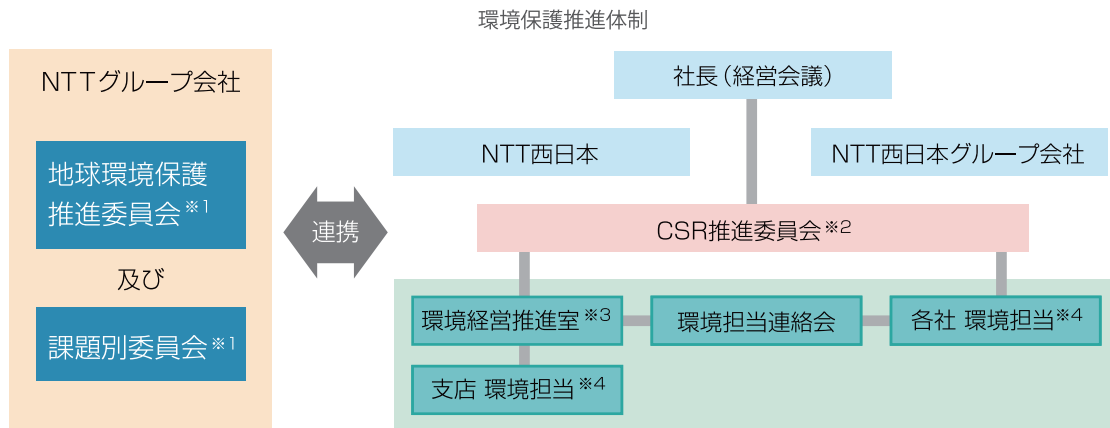 環境保護推進体制
NTTグループ会社
地球環境保護
推進委員会※1
及び
課題別委員会※1
連携
社長（経営会議）
NTT西日本
NTT西日本グループ会社
CSR推進委員会※2
環境経営推進室※3
環境担当連絡会
各社 環境担当※4
支店 環境担当※4